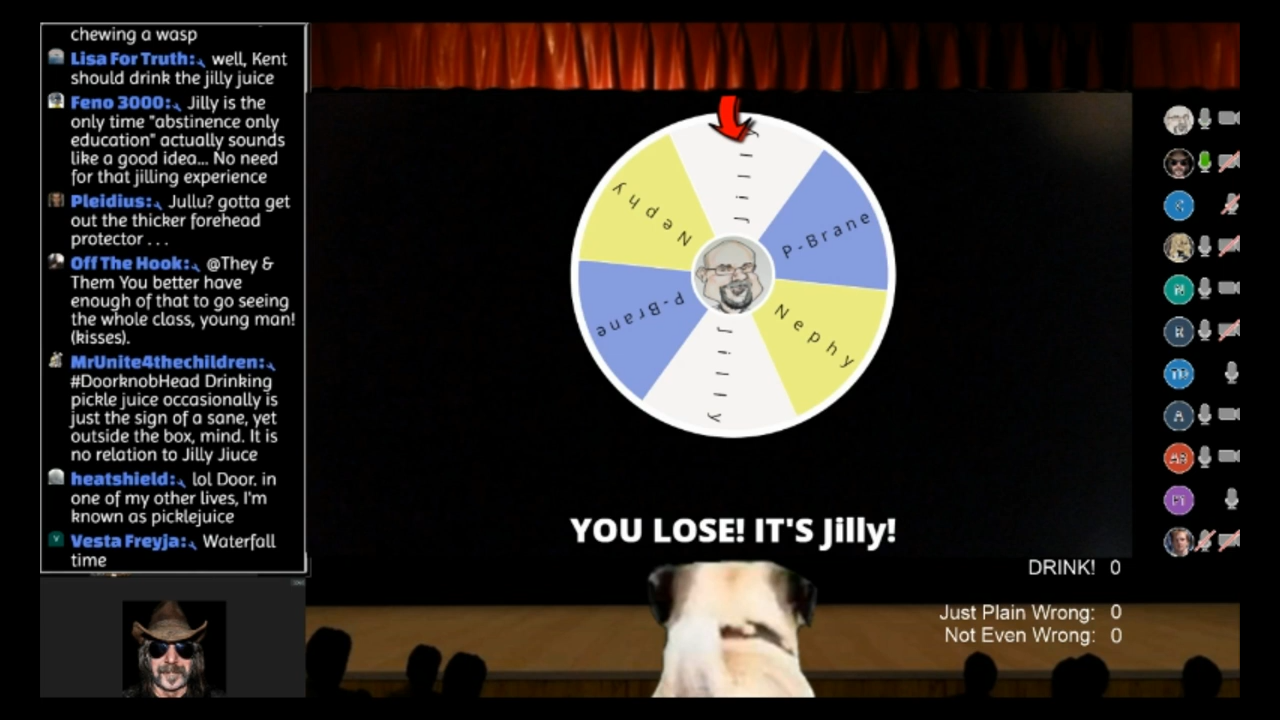 chewing a wasp
Lisa For Truth: well, Kent
should drink the jilly juice
Feno 3000: Jilly is the
only time "abstinence only
education" actually sounds
like a good idea... No need
for that jilling experience
Pleidius: Jullu? gotta get
out the thicker forehead
protector . . .
Off The Hook: @They &
Them You better have
enough of that to go seeing
the whole class, young man!
(kisses).
MrUnite4thechildren:
#DoorknobHead Drinking
pickle juice occasionally is
just the sign of a sane, yet
outside the box, mind. It is
no relation to Jilly Jiuce
heatshield: lol Door. in
one of my other lives, I'm
known as picklejuice
Vesta Freyja: Waterfall
time
Jilly
P-Brane
Nephy
Jilly
P-Brane
Nephy
YOU LOSE! IT'S Jilly!
DRINK! 0
Just Plain Wrong: 0
Not Even Wrong: 0
N
R
TR
A
AR